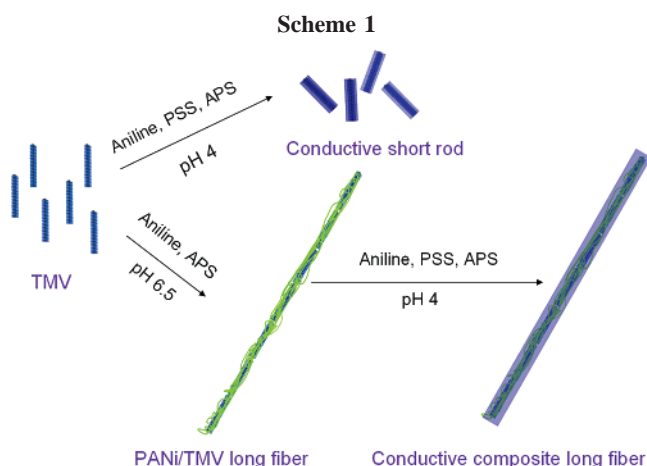 Scheme 1
Aniline, PSS, APS
pH 4
Conductive short rod
TMV
Aniline, APS
pH 6.5
Aniline, PSS, APS
pH 4
PANi/TMV long fiber
Conductive composite long fiber